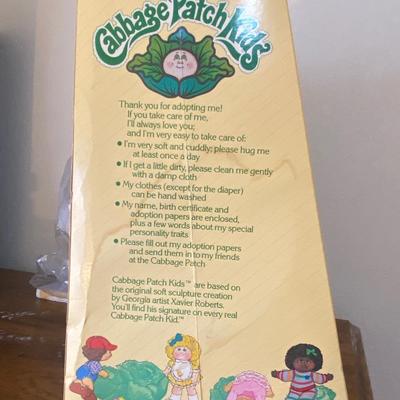 Cabbage Patch Kids
Thank you for adopting me!
If you take care of me,
I'll always love you;
and I'm very easy to take care of:
• I'm very soft and cuddly; please hug me
at least once a day
• If I get a little dirty, please clean me gently
with a damp cloth
• My clothes (except for the diaper)
can be hand washed
• My name, birth certificate and
adoption papers are enclosed,
plus a few words about my special
personality traits
• Please fill out my adoption papers
and send them in to my friends
at the Cabbage Patch
Cabbage Patch Kids™ are based on
the original soft sculpture creation
by Georgia artist Xavier Roberts.
You'll find his signature on every real
Cabbage Patch Kid.™